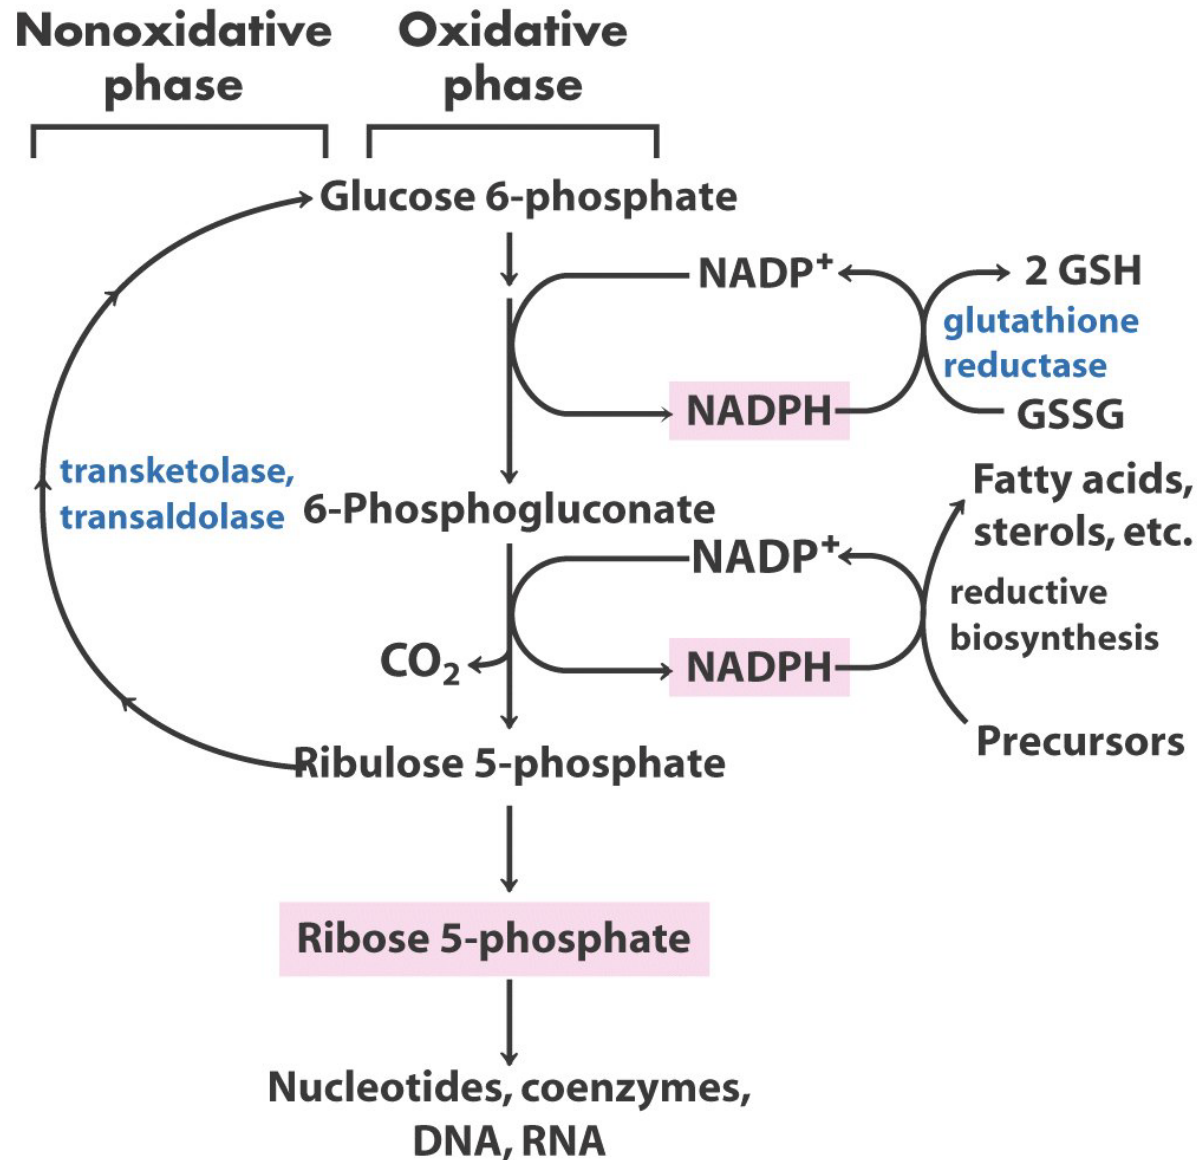 Nonoxidative
phase
Oxidative
phase
Glucose 6-phosphate
NADP⁺
2 GSH
glutathione
reductase
NADPH
GSSG
transketolase,
transaldolase
6-Phosphogluconate
Fatty acids,
sterols, etc.
NADP⁺
reductive
biosynthesis
CO₂
NADPH
Precursors
Ribulose 5-phosphate
Ribose 5-phosphate
Nucleotides, coenzymes,
DNA, RNA